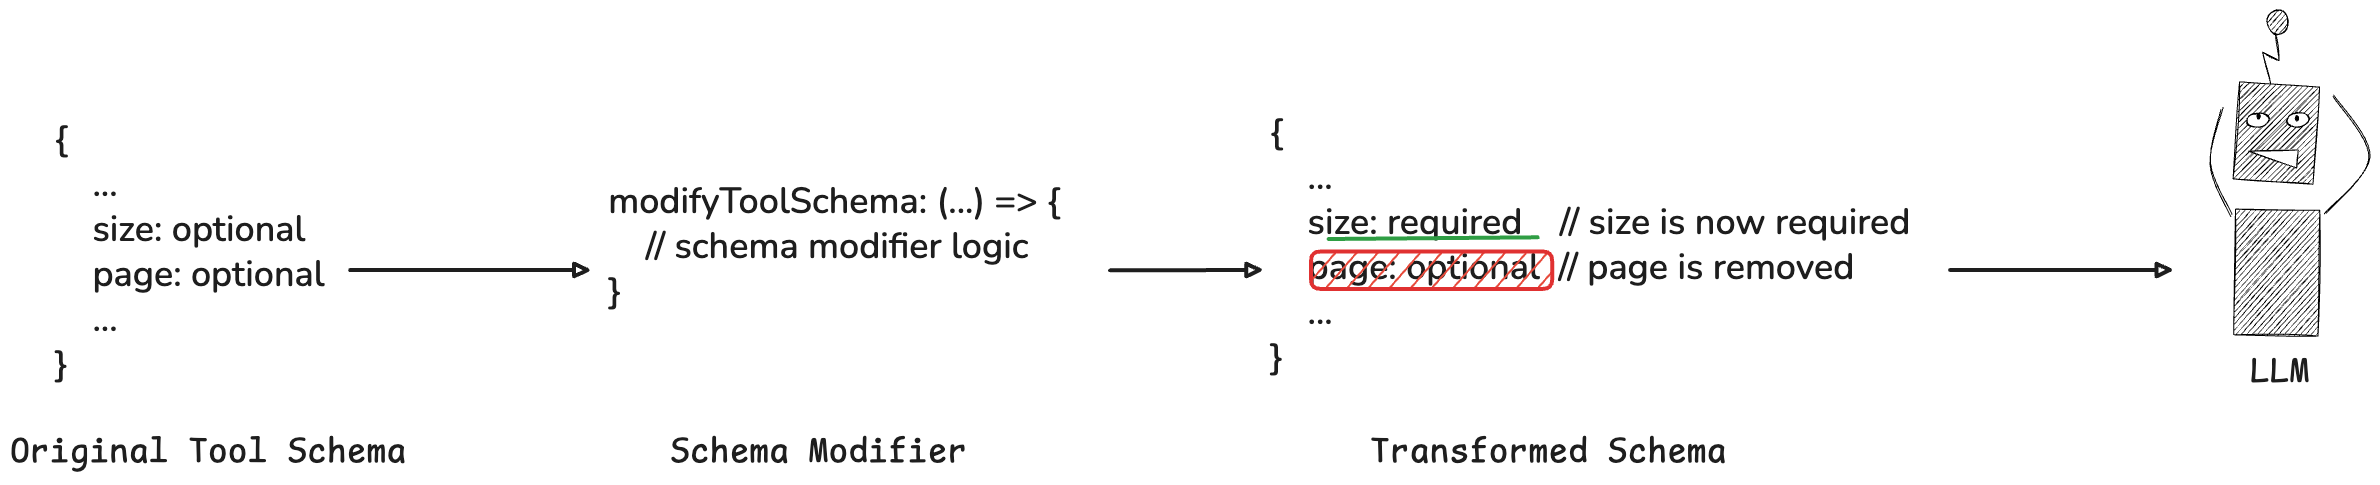 {
...
size: optional
page: optional
...
}
Original Tool Schema
modifyToolSchema: (...) => {
// schema modifier logic
}
Schema Modifier
{
...
size: required // size is now required
page: optional // page is removed
...
}
Transformed Schema
LLM